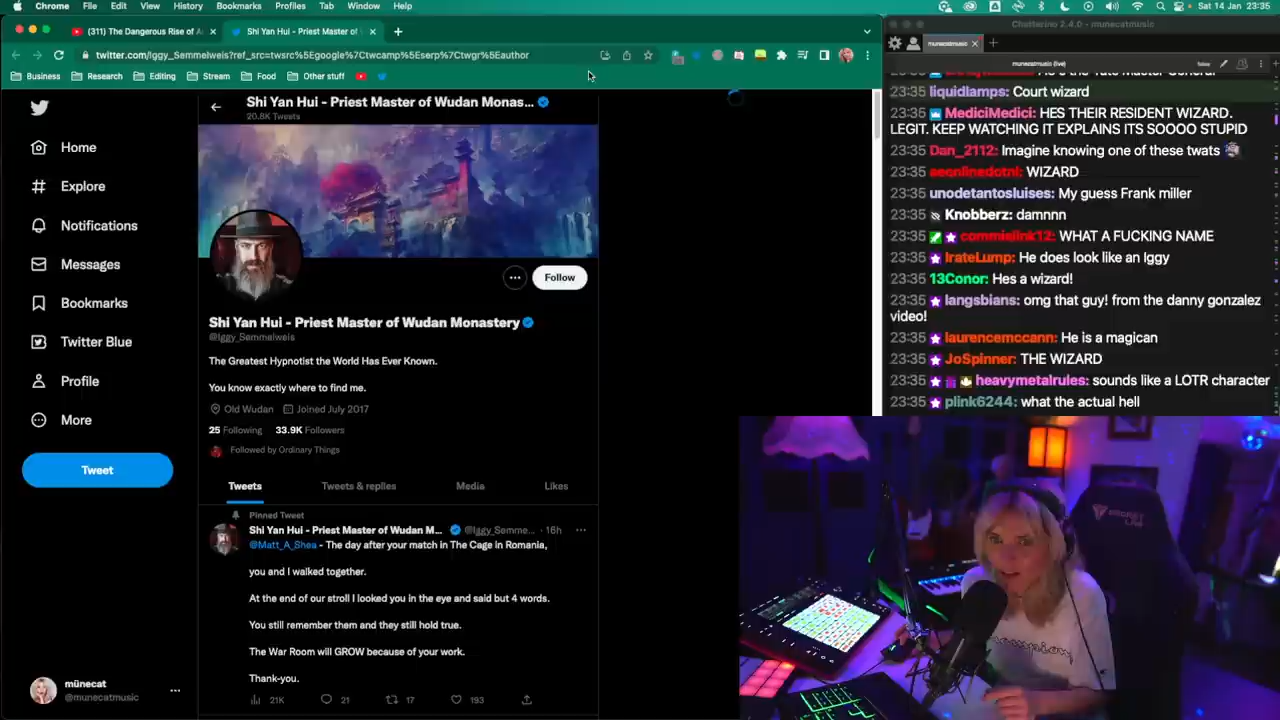 Chrome File Edit View History Bookmarks Profiles Tab Window Help
Sat 14 Jan 23:35
(311) The Dangerous Rise of A
Shi Yan Hui - Priest Master of
twitter.com/Iggy_Semmelweis?ref_src=twsrc%5Egoogle%7Ctwcamp%5Eserp%7Ctwgr%5Eauthor
Business Research Editing Stream Food Other stuff
Shi Yan Hui - Priest Master of Wudan Monas...
20.8K Tweets
Home
Explore
Notifications
Messages
Bookmarks
Twitter Blue
Profile
More
Tweet
münecat
@munecatmusic
Follow
Shi Yan Hui - Priest Master of Wudan Monastery
@Iggy_Semmelweis
The Greatest Hypnotist the World Has Ever Known.
You know exactly where to find me.
Old Wudan Joined July 2017
25 Following 33.9K Followers
Followed by Ordinary Things
Tweets Tweets & replies Media Likes
Pinned Tweet
Shi Yan Hui - Priest Master of Wudan M... @Iggy_Semme... · 16h
@Matt_A_Shea - The day after your match in The Cage in Romania,
you and I walked together.
At the end of our stroll I looked you in the eye and said but 4 words.
You still remember them and they still hold true.
The War Room will GROW because of your work.
Thank-you.
21K 21 17 193
Chatterino 2.4.0 - munecatmusic
munecatmusic
munecatmusic (live)
23:35 liquidlamps: Court wizard
23:35 MediciMedici: HES THEIR RESIDENT WIZARD.
LEGIT. KEEP WATCHING IT EXPLAINS ITS SOOOO STUPID
23:35 Dan_2112: Imagine knowing one of these twats
23:35 aeonlinedotnl: WIZARD
23:35 unodetantosluises: My guess Frank miller
23:35 Knobberz: damnnn
23:35 commielink12: WHAT A FUCKING NAME
23:35 IrateLump: He does look like an Iggy
23:35 13Conor: Hes a wizard!
23:35 langsbians: omg that guy! from the danny gonzalez
video!
23:35 laurencemccann: He is a magican
23:35 JoSpinner: THE WIZARD
23:35 heavymetalrules: sounds like a LOTR character
23:35 plink6244: what the actual hell
SECRET LAB